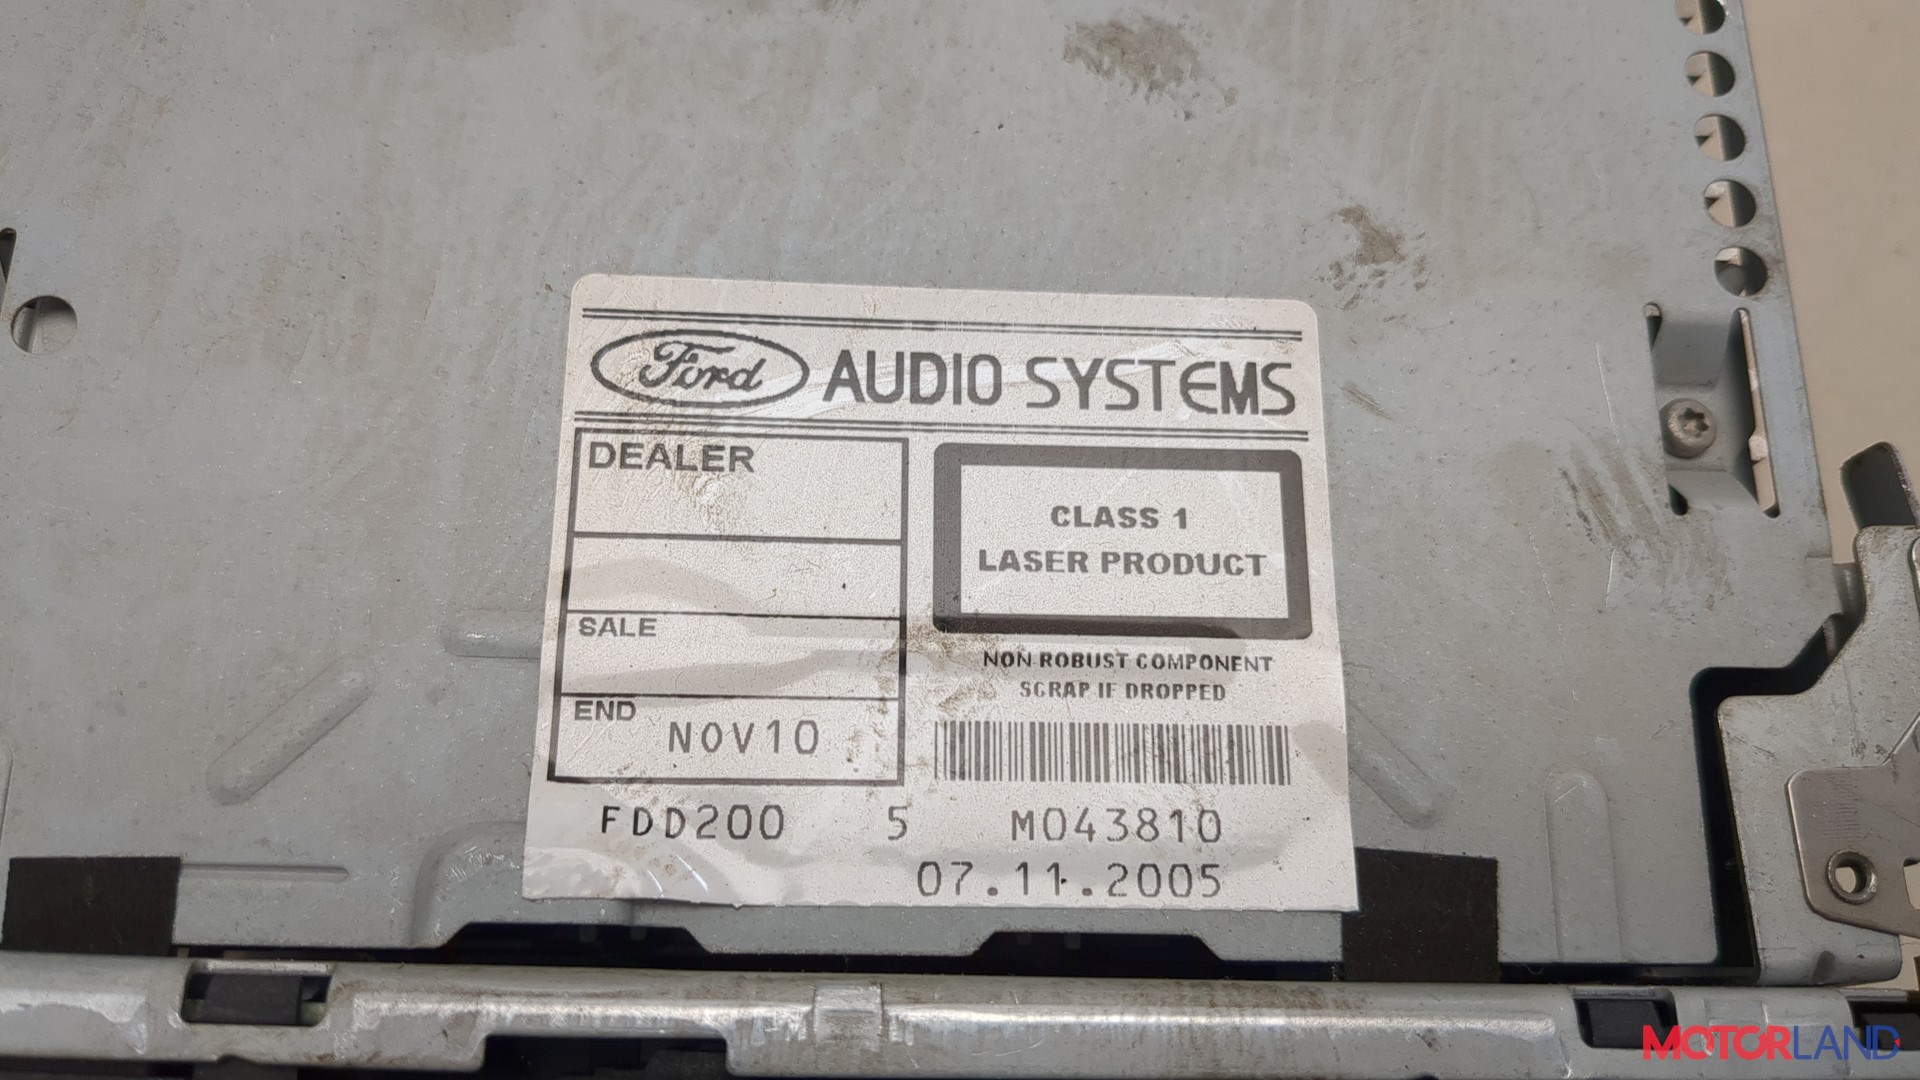 Ford AUDIO SYSTEMS
DEALER
SALE
END NOV10
CLASS 1
LASER PRODUCT
NON ROBUST COMPONENT
SCRAP IF DROPPED
FDD200 5 M043810
07.11.2005
MOTORLAND